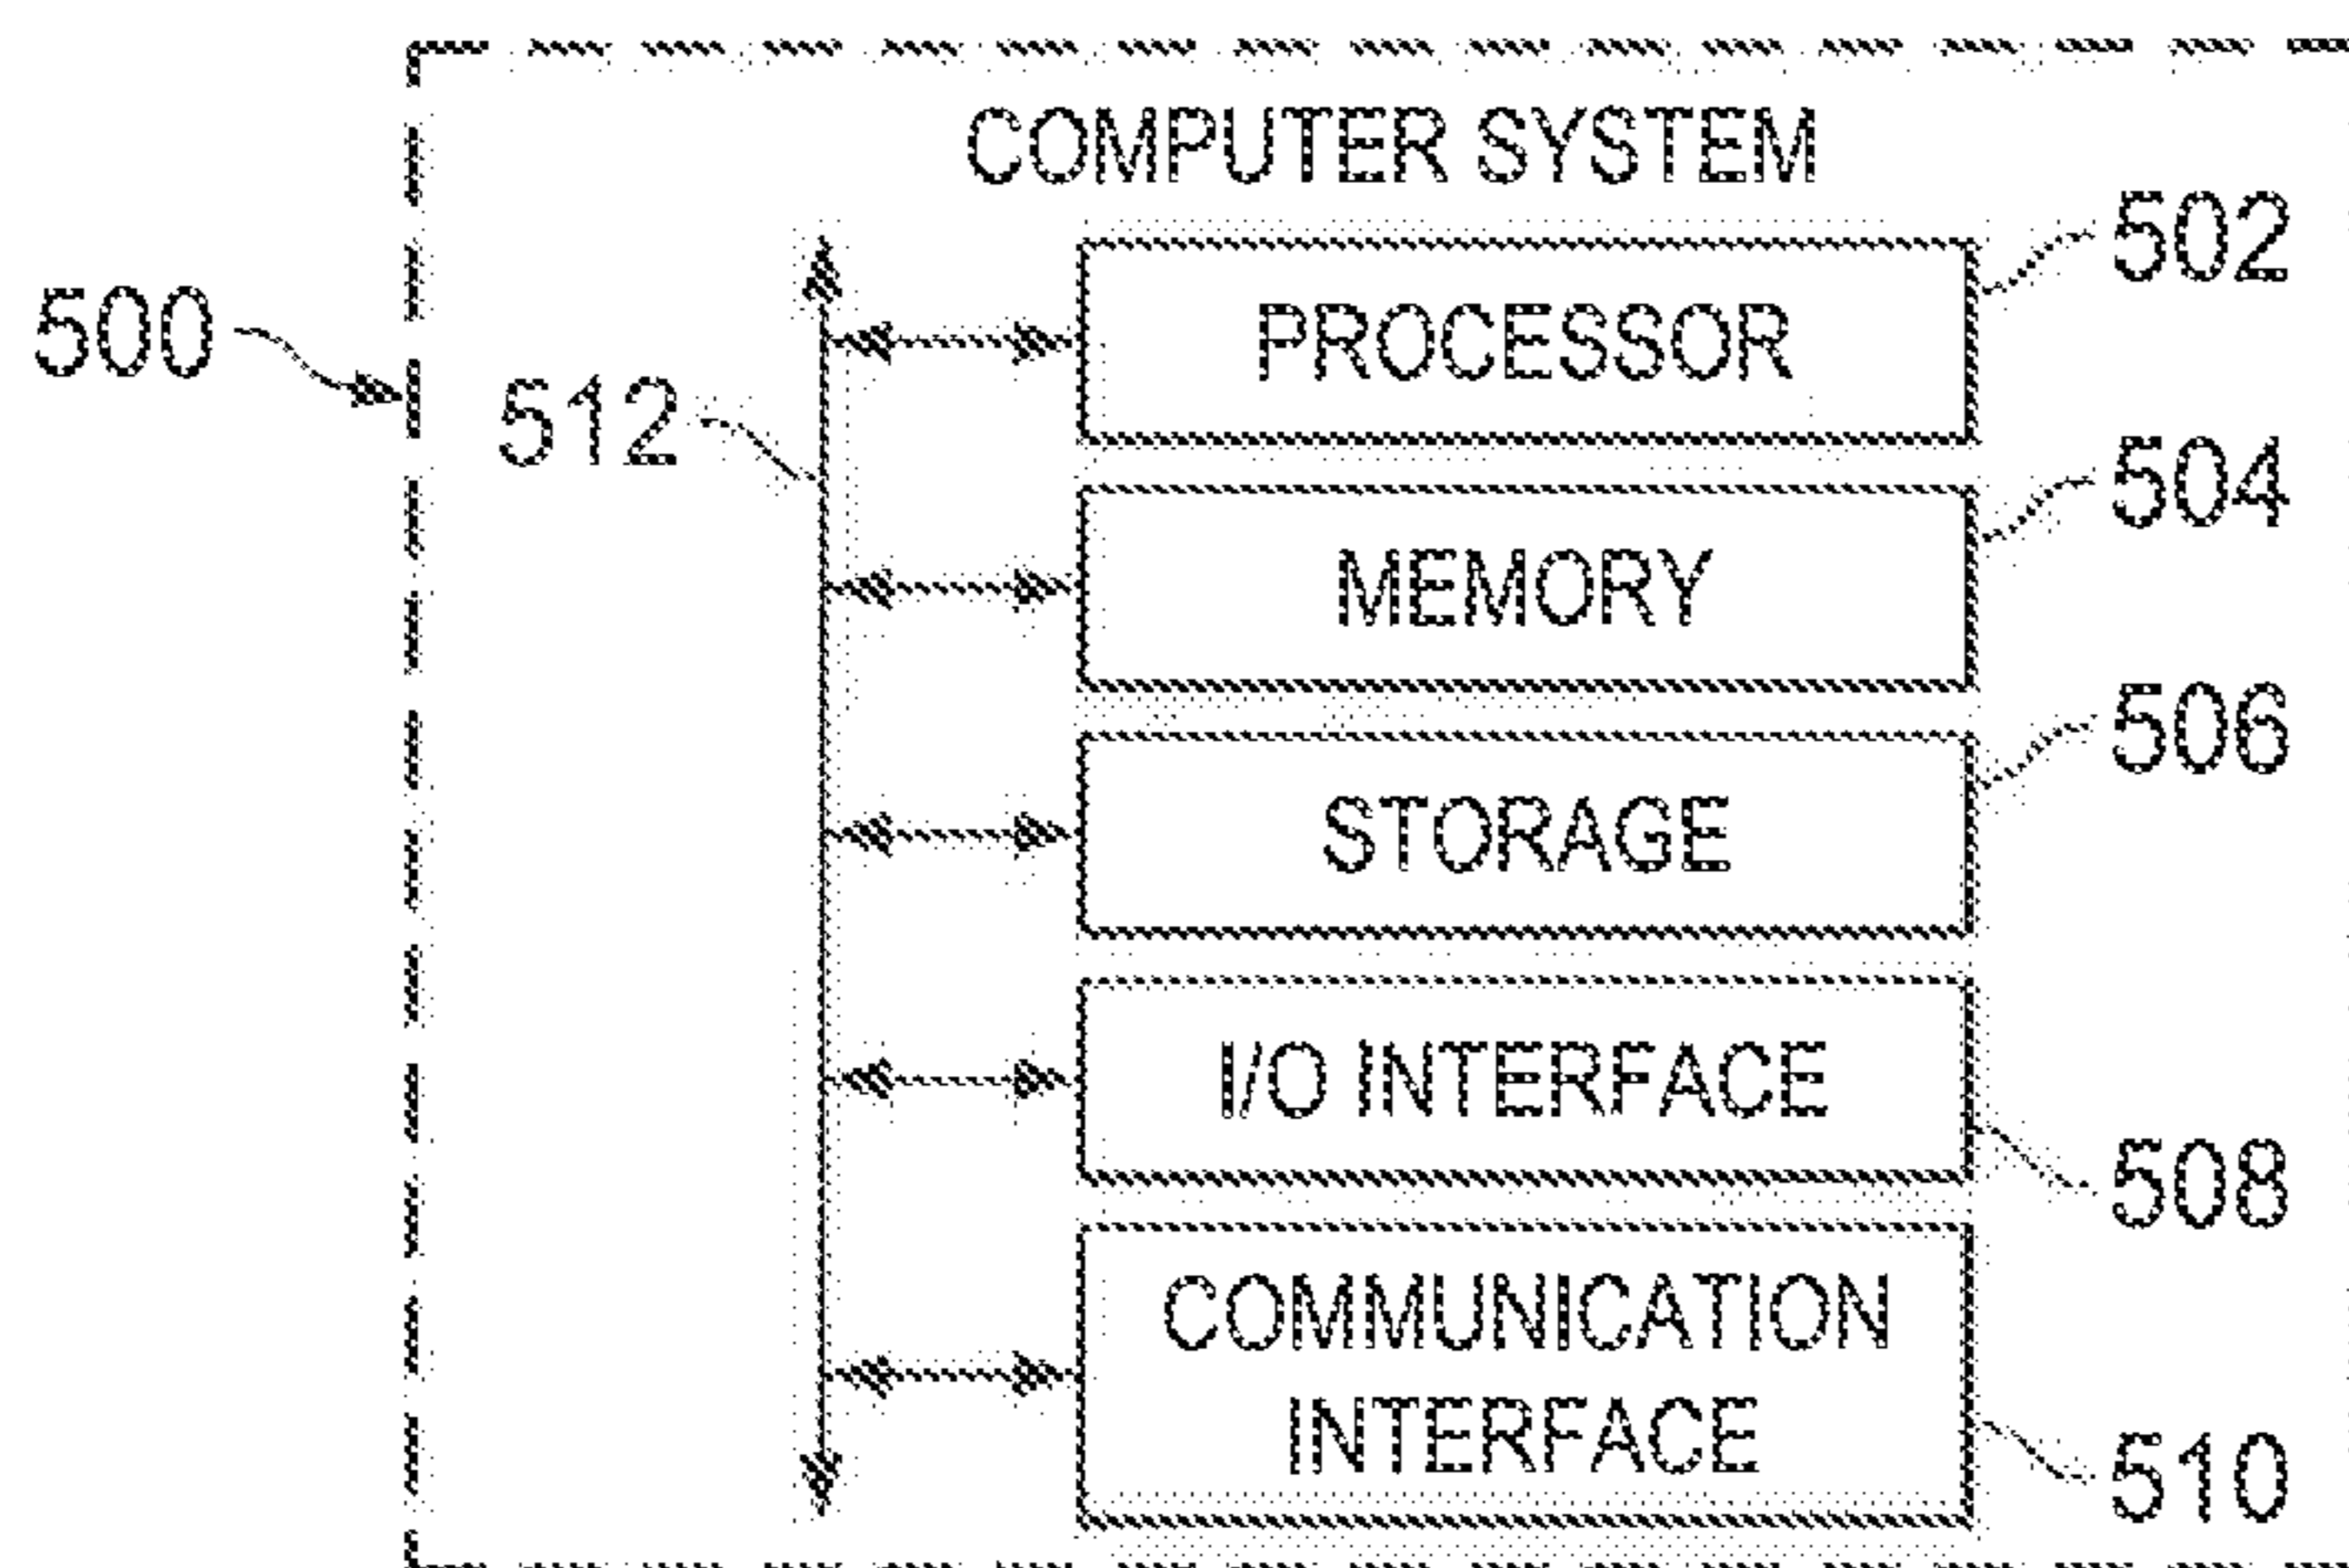 COMPUTER SYSTEM
502
PROCESSOR
500
512
504
MEMORY
506
STORAGE
I/O INTERFACE
508
COMMUNICATION
INTERFACE
510